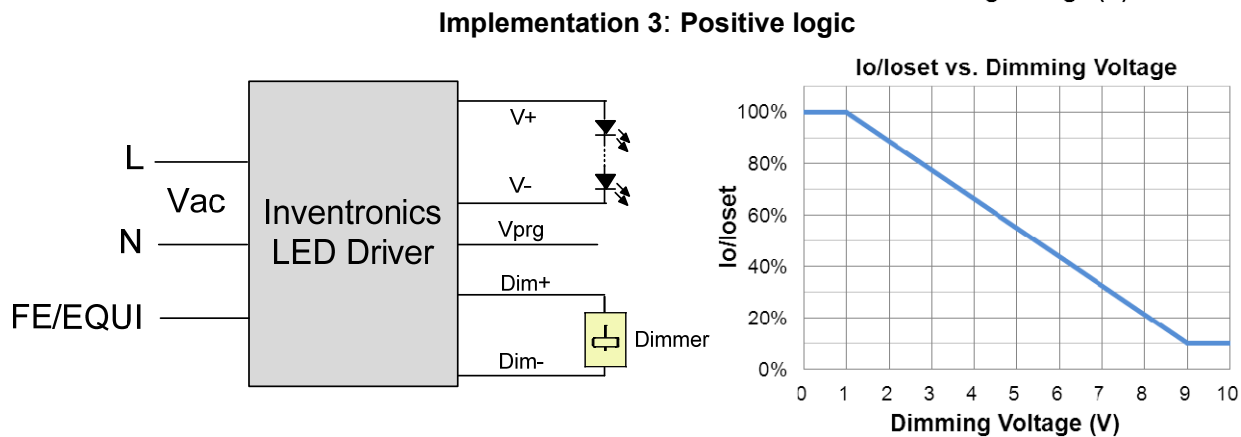 Implementation 3: Positive logic
L
Vac
N
FE/EQUI
Inventronics
LED Driver
V+
V-
Vprg
Dim+
Dim-
Dimmer
Io/Ioset vs. Dimming Voltage
Io/Ioset
100%
80%
60%
40%
20%
0%
0 1 2 3 4 5 6 7 8 9 10
Dimming Voltage (V)